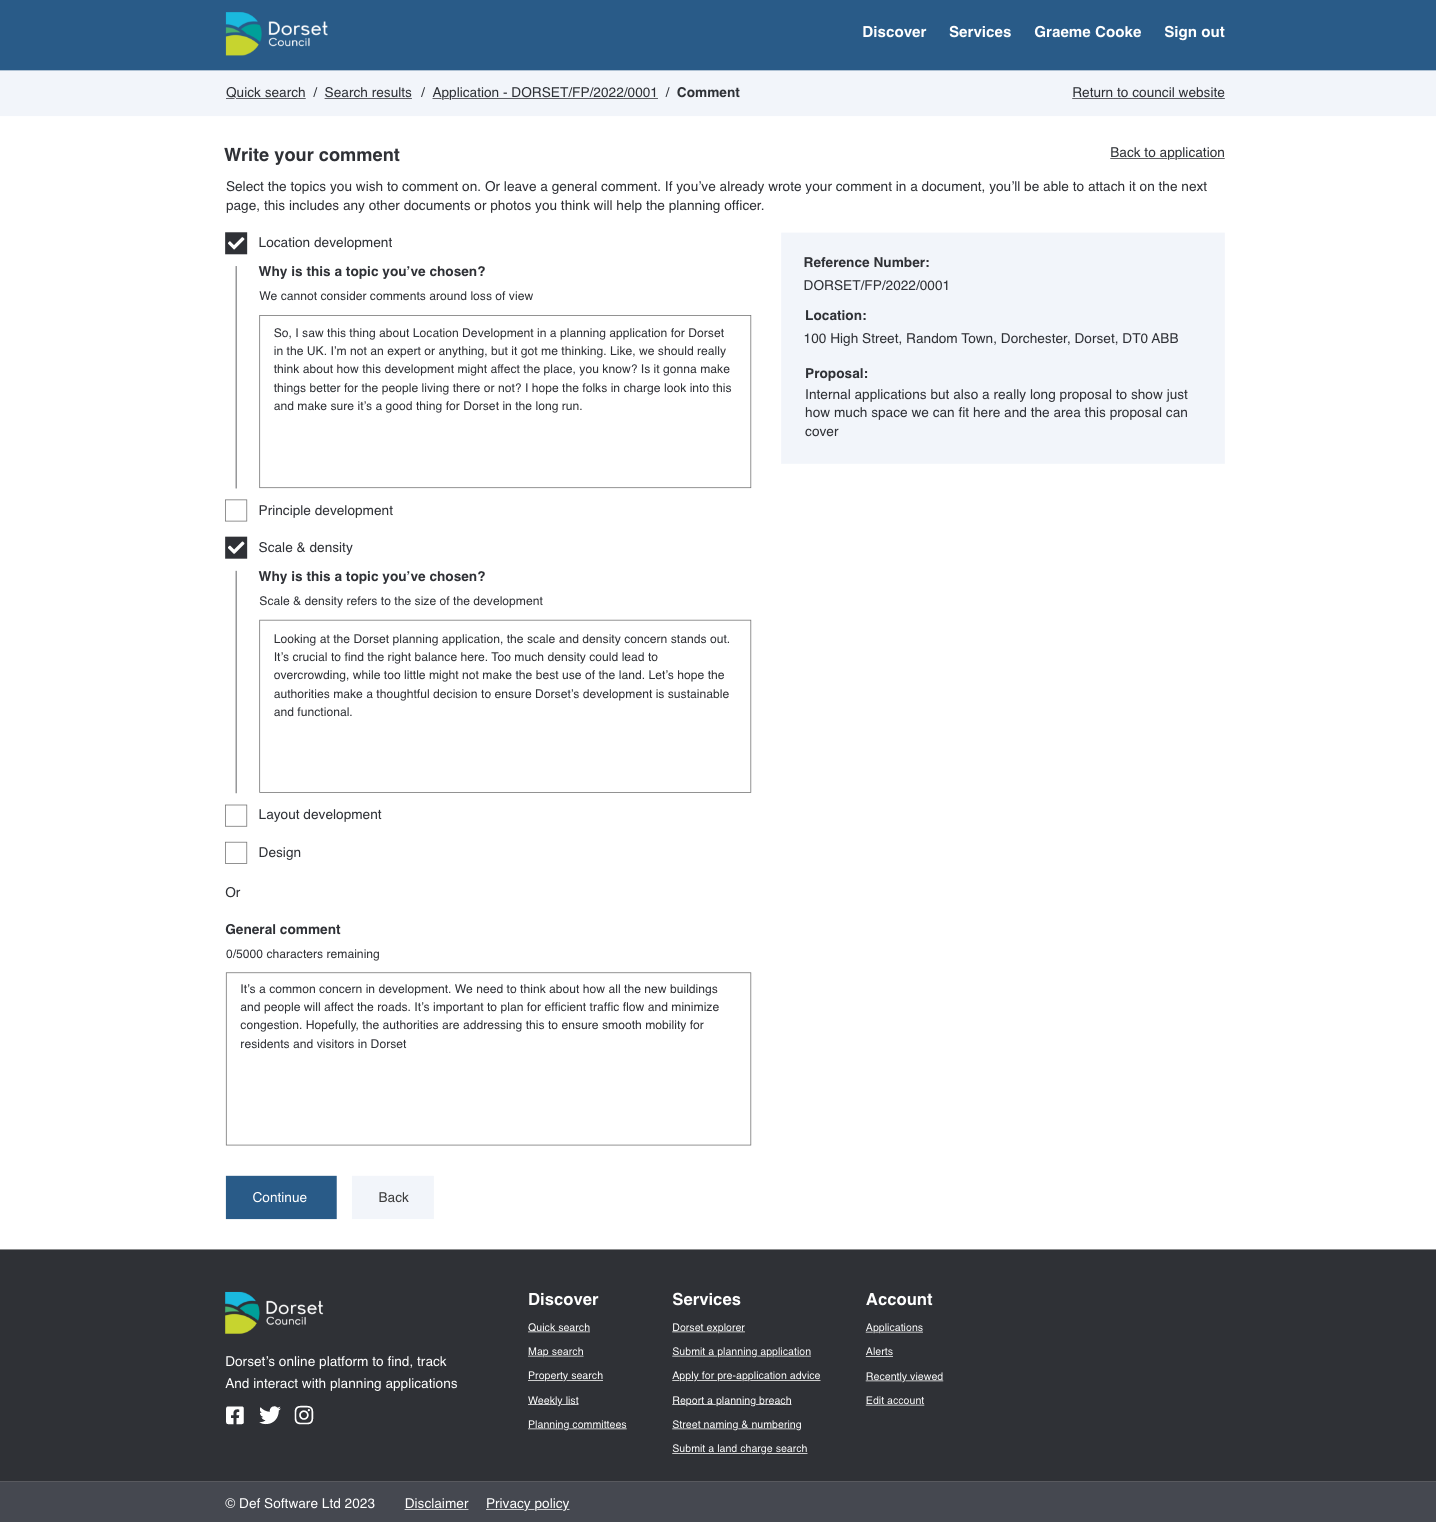 Dorset
Council
Discover Services Graeme Cooke Sign out
Quick search / Search results / Application - DORSET/FP/2022/0001 / Comment
Return to council website
Write your comment
Back to application
Select the topics you wish to comment on. Or leave a general comment. If you’ve already wrote your comment in a document, you’ll be able to attach it on the next
page, this includes any other documents or photos you think will help the planning officer.
Location development
Why is this a topic you’ve chosen?
We cannot consider comments around loss of view
So, I saw this thing about Location Development in a planning application for Dorset
in the UK. I’m not an expert or anything, but it got me thinking. Like, we should really
think about how this development might affect the place, you know? Is it gonna make
things better for the people living there or not? I hope the folks in charge look into this
and make sure it’s a good thing for Dorset in the long run.
Reference Number:
DORSET/FP/2022/0001
Location:
100 High Street, Random Town, Dorchester, Dorset, DT0 ABB
Proposal:
Internal applications but also a really long proposal to show just
how much space we can fit here and the area this proposal can
cover
Principle development
Scale & density
Why is this a topic you’ve chosen?
Scale & density refers to the size of the development
Looking at the Dorset planning application, the scale and density concern stands out.
It’s crucial to find the right balance here. Too much density could lead to
overcrowding, while too little might not make the best use of the land. Let’s hope the
authorities make a thoughtful decision to ensure Dorset’s development is sustainable
and functional.
Layout development
Design
Or
General comment
0/5000 characters remaining
It’s a common concern in development. We need to think about how all the new buildings
and people will affect the roads. It’s important to plan for efficient traffic flow and minimize
congestion. Hopefully, the authorities are addressing this to ensure smooth mobility for
residents and visitors in Dorset
Continue
Back
Dorset
Council
Dorset’s online platform to find, track
And interact with planning applications
Discover
Quick search
Map search
Property search
Weekly list
Planning committees
Services
Dorset explorer
Submit a planning application
Apply for pre-application advice
Report a planning breach
Street naming & numbering
Submit a land charge search
Account
Applications
Alerts
Recently viewed
Edit account
© Def Software Ltd 2023 Disclaimer Privacy policy